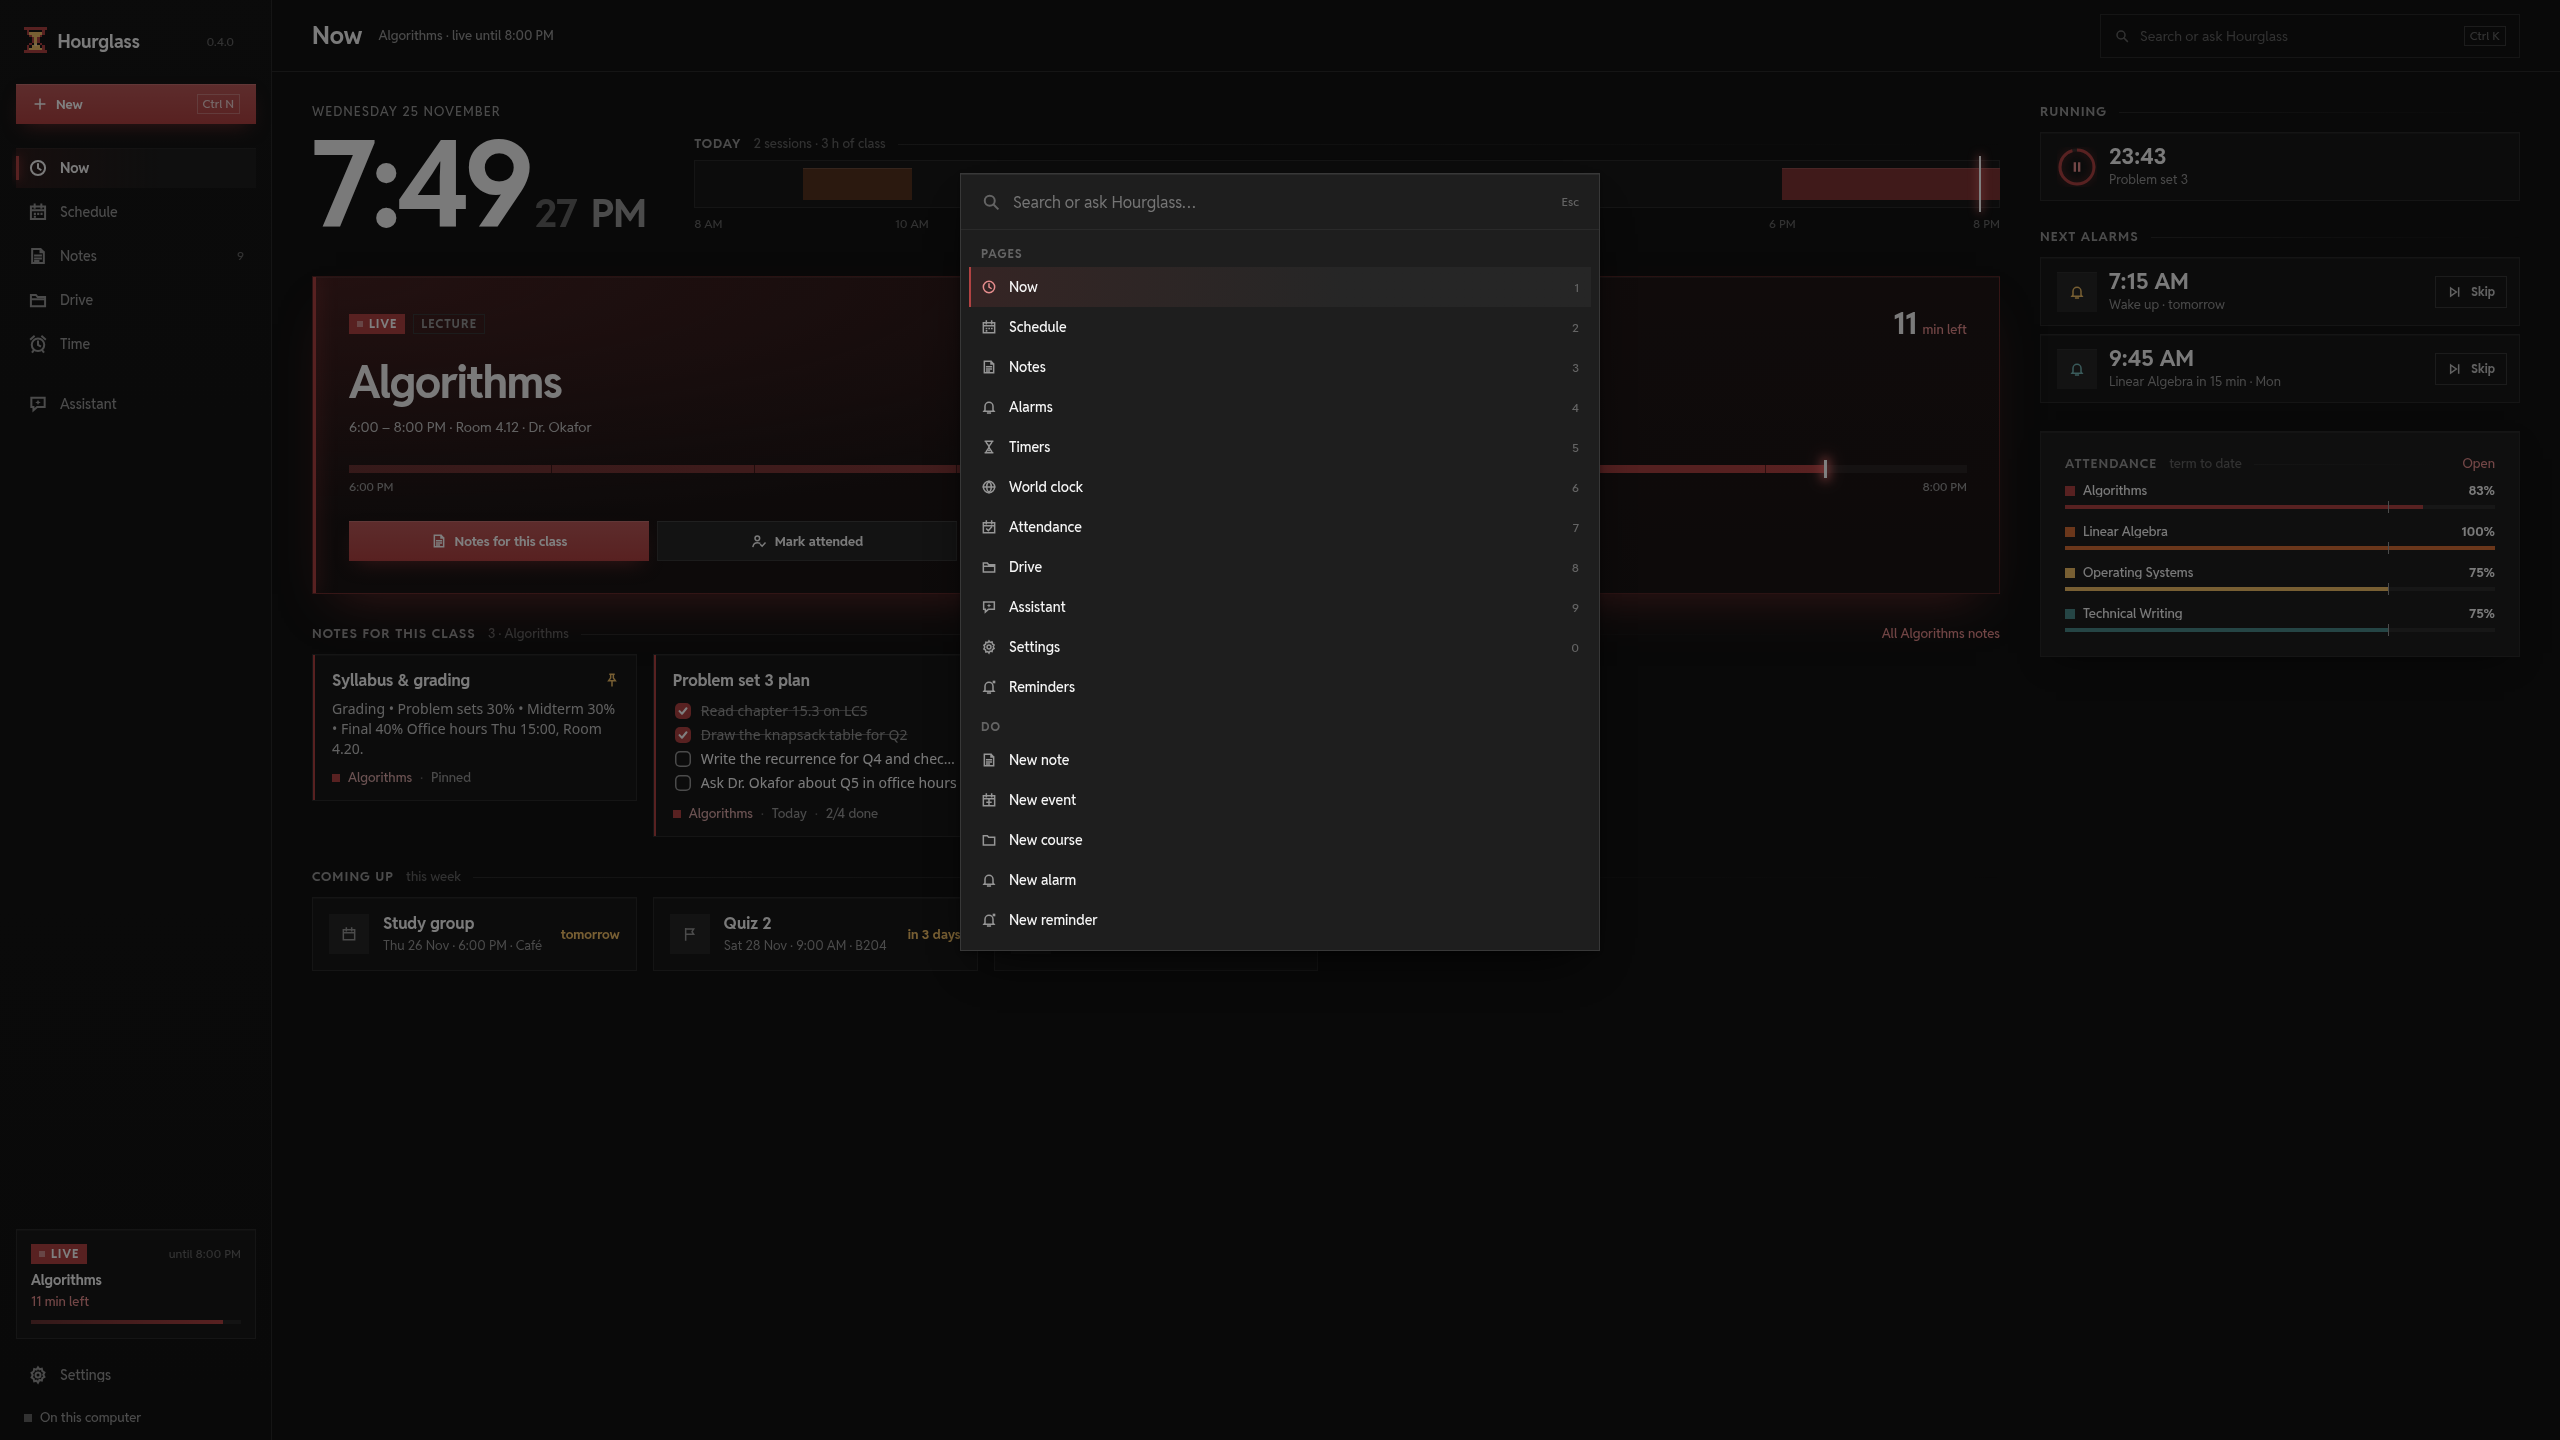 Hourglass
0.4.0
New
Ctrl N
Now
Schedule
Notes
9
Drive
Time
Assistant
LIVE
until 8:00 PM
Algorithms
11 min left
Settings
On this computer
Now
Algorithms · live until 8:00 PM
Search or ask Hourglass
Ctrl K
WEDNESDAY 25 NOVEMBER
7:49 27 PM
TODAY
2 sessions · 3 h of class
8 AM
10 AM
6 PM
8 PM
LIVE
LECTURE
11 min left
Algorithms
6:00 – 8:00 PM · Room 4.12 · Dr. Okafor
6:00 PM
8:00 PM
Notes for this class
Mark attended
NOTES FOR THIS CLASS
3 · Algorithms
All Algorithms notes
Syllabus & grading
Grading • Problem sets 30% • Midterm 30%
• Final 40% Office hours Thu 15:00, Room
4.20.
Algorithms · Pinned
Problem set 3 plan
Read chapter 15.3 on LCS
Draw the knapsack table for Q2
Write the recurrence for Q4 and chec...
Ask Dr. Okafor about Q5 in office hours
Algorithms · Today · 2/4 done
COMING UP
this week
Study group
Thu 26 Nov · 6:00 PM · Café
tomorrow
Quiz 2
Sat 28 Nov · 9:00 AM · B204
in 3 days
Search or ask Hourglass...
Esc
PAGES
Now
1
Schedule
2
Notes
3
Alarms
4
Timers
5
World clock
6
Attendance
7
Drive
8
Assistant
9
Settings
0
Reminders
DO
New note
New event
New course
New alarm
New reminder
RUNNING
23:43
Problem set 3
NEXT ALARMS
7:15 AM
Wake up · tomorrow
Skip
9:45 AM
Linear Algebra in 15 min · Mon
Skip
ATTENDANCE
term to date
Open
Algorithms
83%
Linear Algebra
100%
Operating Systems
75%
Technical Writing
75%